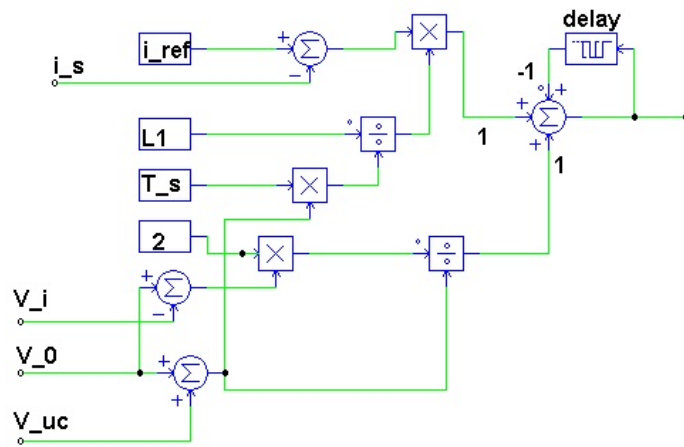 delay
i_ref
i_s
-1
L1
1
1
T_s
2
V_i
V_0
V_uc